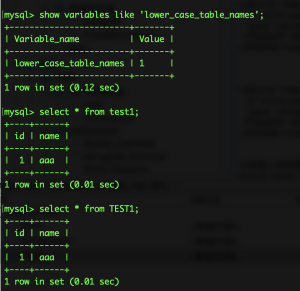 mysql> show variables like 'lower_case_table_names';
+------------------------+-------+
| Variable_name          | Value |
+------------------------+-------+
| lower_case_table_names | 1     |
+------------------------+-------+
1 row in set (0.12 sec)
mysql> select * from test1;
+----+------+
| id | name |
+----+------+
|  1 | aaa  |
+----+------+
1 row in set (0.01 sec)
mysql> select * from TEST1;
+----+------+
| id | name |
+----+------+
|  1 | aaa  |
+----+------+
1 row in set (0.01 sec)